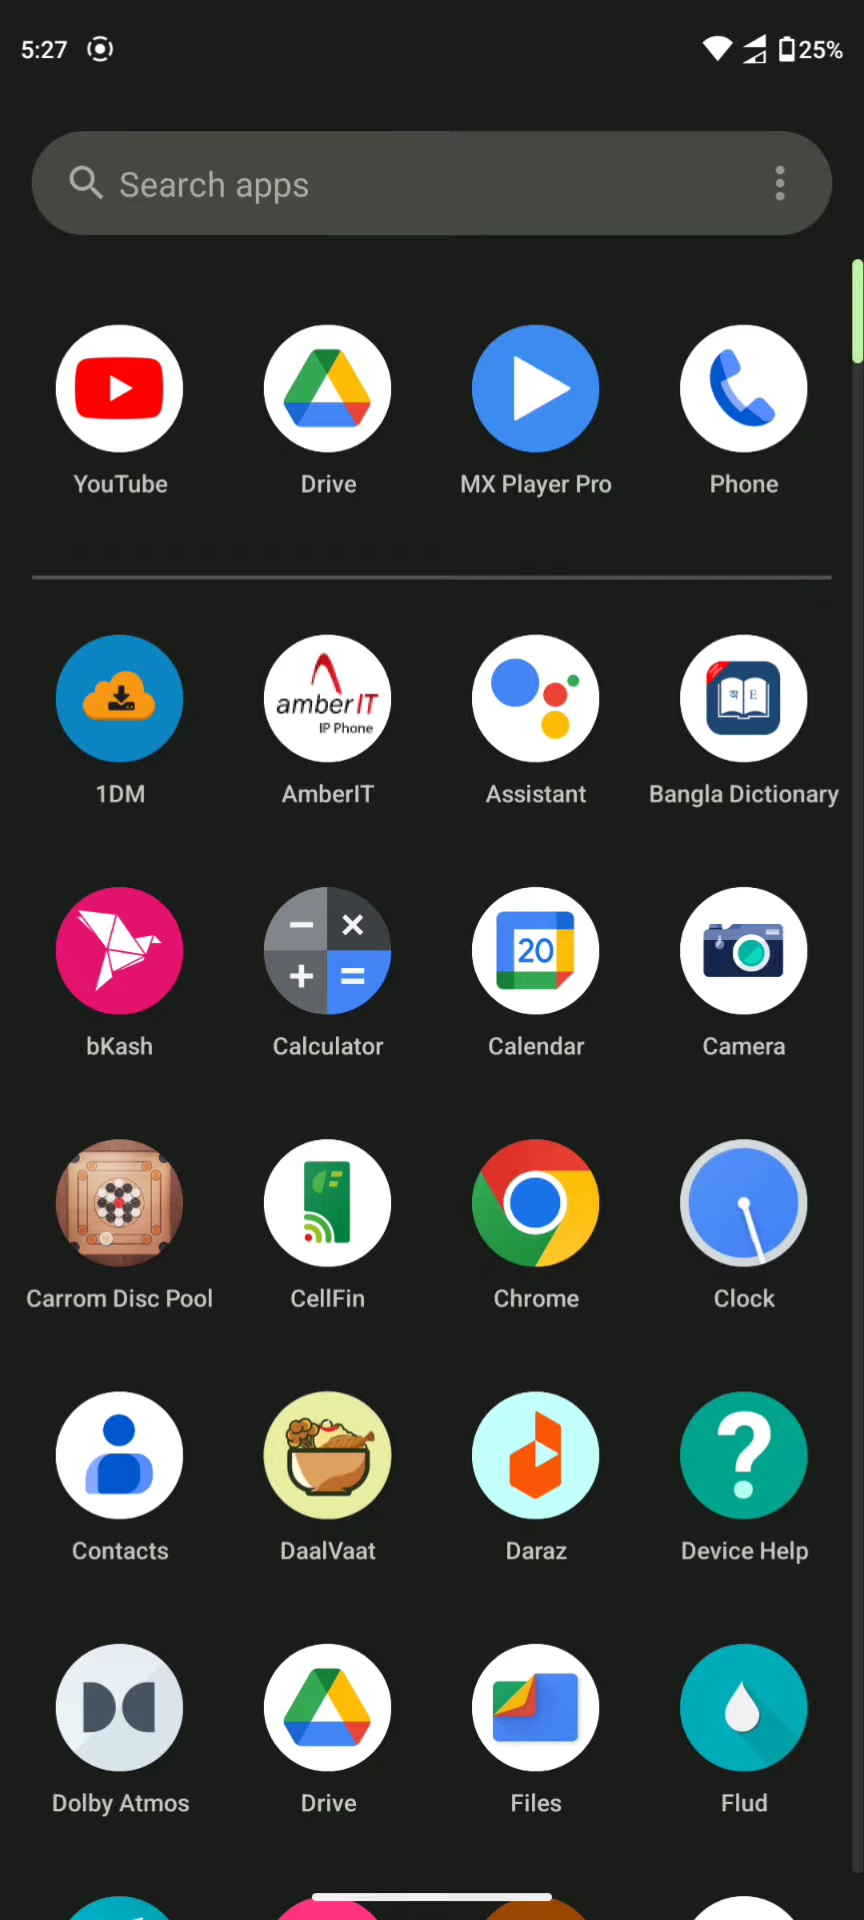 5:27 25%
Search apps
YouTube Drive MX Player Pro Phone
amberIT
IP Phone
অ E
1DM AmberIT Assistant Bangla Dictionary
20
bKash Calculator Calendar Camera
Carrom Disc Pool CellFin Chrome Clock
Contacts DaalVaat Daraz Device Help
Dolby Atmos Drive Files Flud